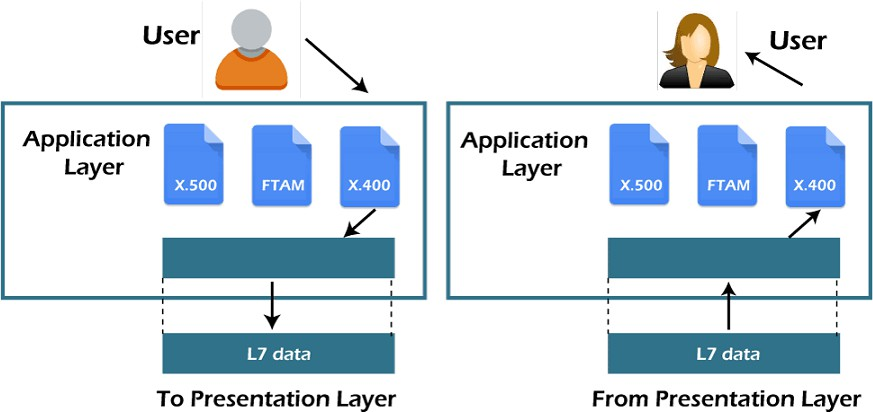 User
Application
Layer
X.500
FTAM
X.400
L7 data
To Presentation Layer
User
Application
Layer
X.500
FTAM
X.400
L7 data
From Presentation Layer